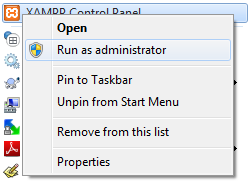 XAMPP Control Panel
Open
Run as administrator
Pin to Taskbar
Unpin from Start Menu
Remove from this list
Properties